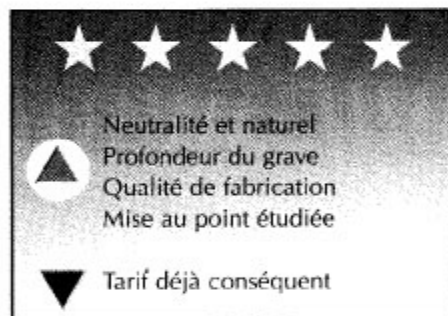 Neutralité et naturel
Profondeur du grave
Qualité de fabrication
Mise au point étudiée
Tarif déjà conséquent